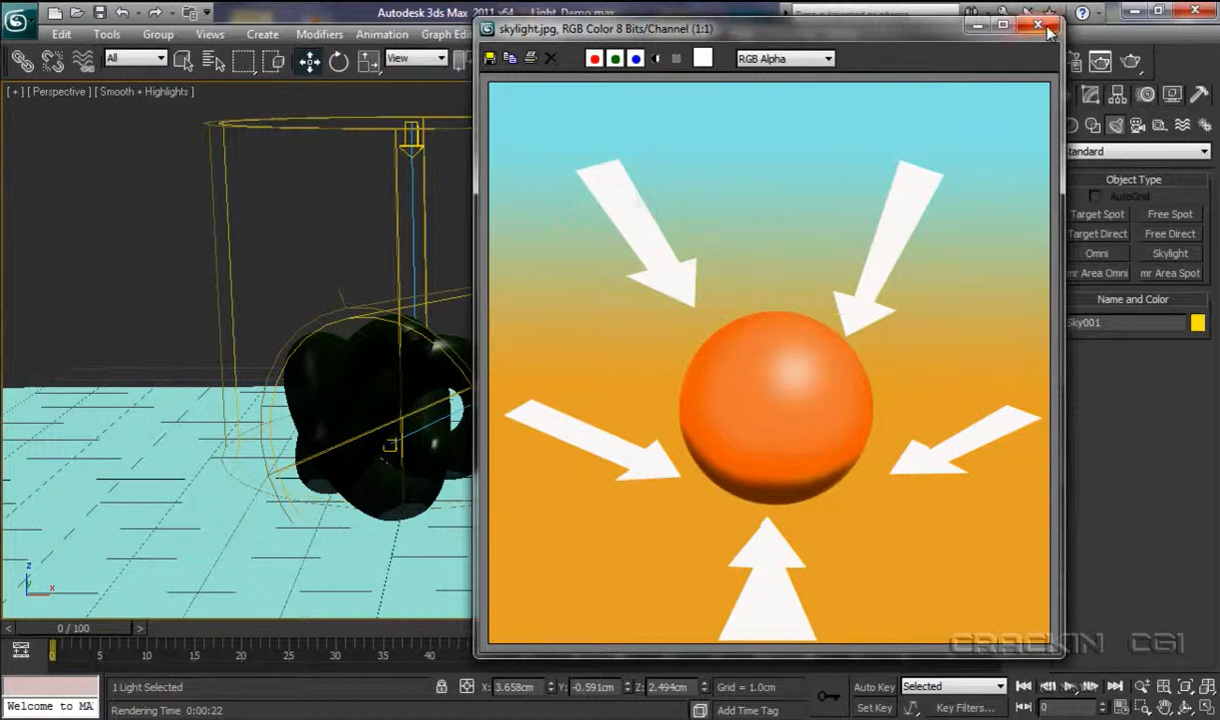 Autodesk 3ds Max 2011 x64 Light_Demo.max
Edit Tools Group Views Create Modifiers Animation Graph Ed
All
View
[ + ] [ Perspective ] [ Smooth + Highlights ]
skylight.jpg, RGB Color 8 Bits/Channel (1:1)
RGB Alpha
Standard
Object Type
AutoGrid
Target Spot Free Spot
Target Direct Free Direct
Omni Skylight
mr Area Omni mr Area Spot
Name and Color
Sky001
z
x
CRACKIN CGI
< 0 / 100 >
0 5 10 15 20 25 30 35 40
1 Light Selected X: 3.658cm Y: -0.591cm Z: 2.494cm Grid = 1.0cm Auto Key Selected
Welcome to MA Rendering Time 0:00:22 Add Time Tag Set Key Key Filters... 0